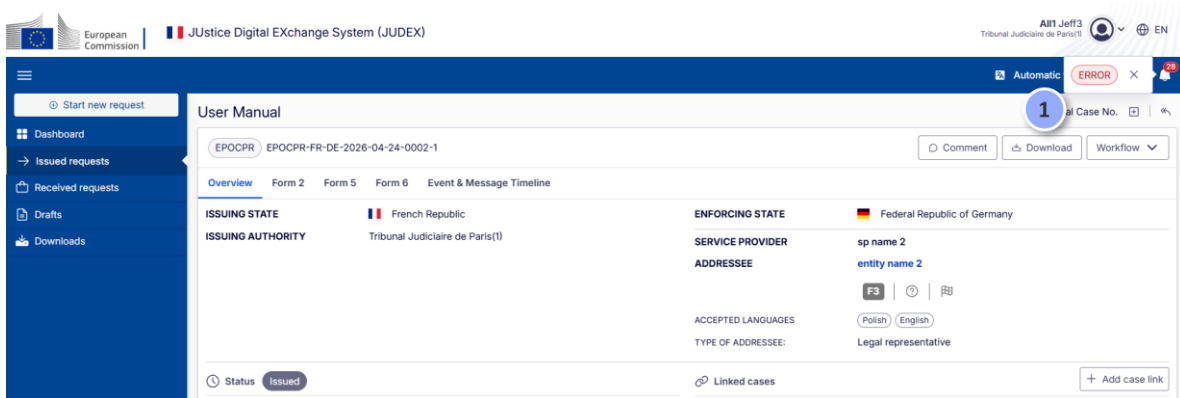 European
Commission
JUstice Digital EXchange System (JUDEX)
All1 Jeff3
Tribunal Judiciaire de Paris(1)
EN
Automatic
ERROR
28
Start new request
Dashboard
Issued requests
Received requests
Drafts
Downloads
User Manual
1
al Case No.
EPOCPR EPOCPR-FR-DE-2026-04-24-0002-1
Comment
Download
Workflow
Overview Form 2 Form 5 Form 6 Event & Message Timeline
ISSUING STATE French Republic
ISSUING AUTHORITY Tribunal Judiciaire de Paris(1)
ENFORCING STATE Federal Republic of Germany
SERVICE PROVIDER sp name 2
ADDRESSEE entity name 2
F3
ACCEPTED LANGUAGES Polish English
TYPE OF ADDRESSEE: Legal representative
Status Issued
Linked cases
+ Add case link